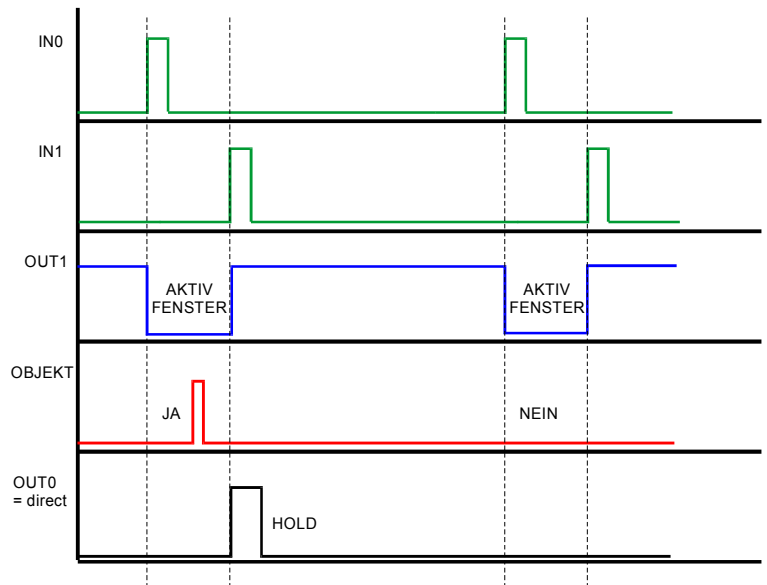 IN0
IN1
OUT1
AKTIV
FENSTER
AKTIV
FENSTER
OBJEKT
JA
NEIN
OUT0
= direct
HOLD